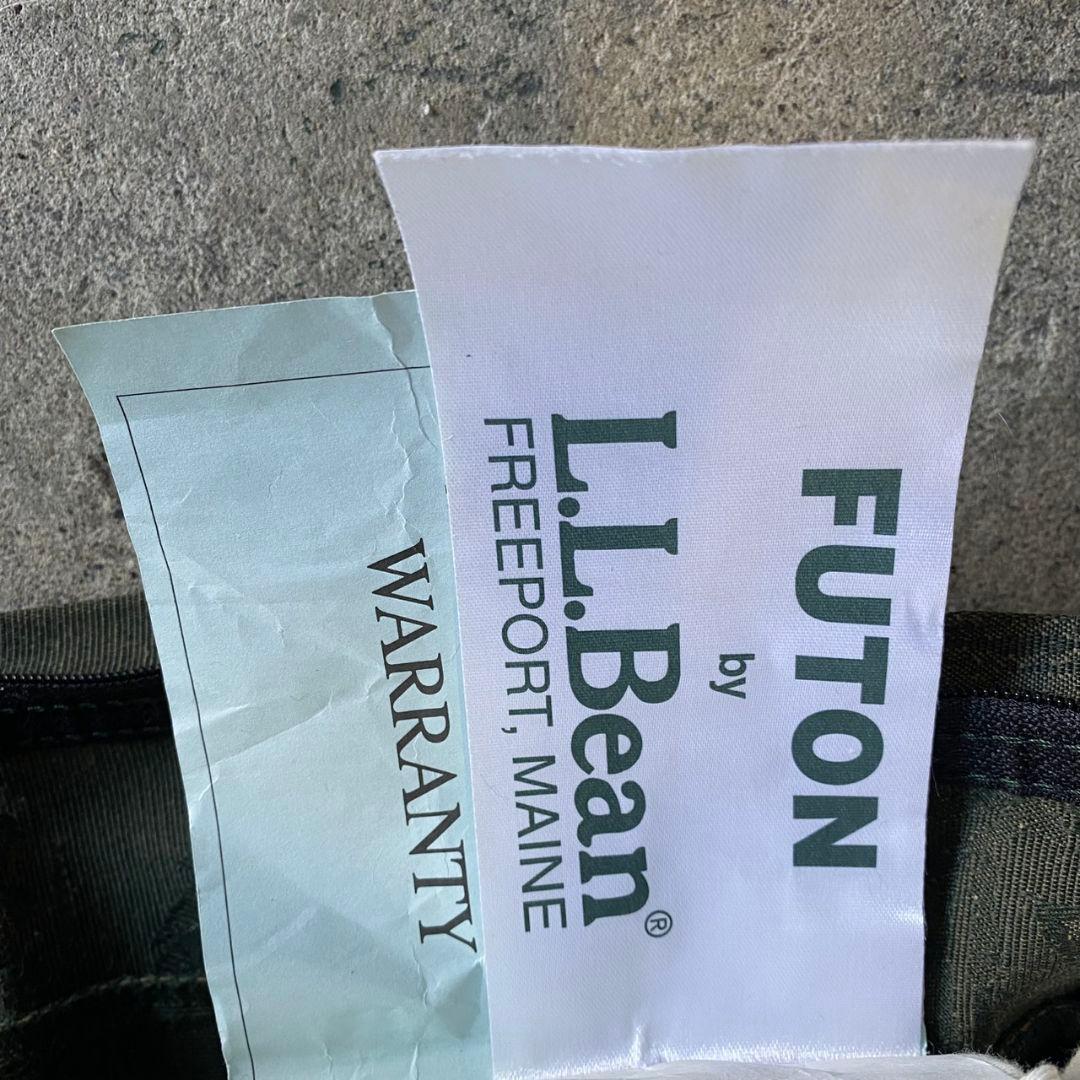 FUTON
by
L.L.Bean®
FREEPORT, MAINE
WARRANTY